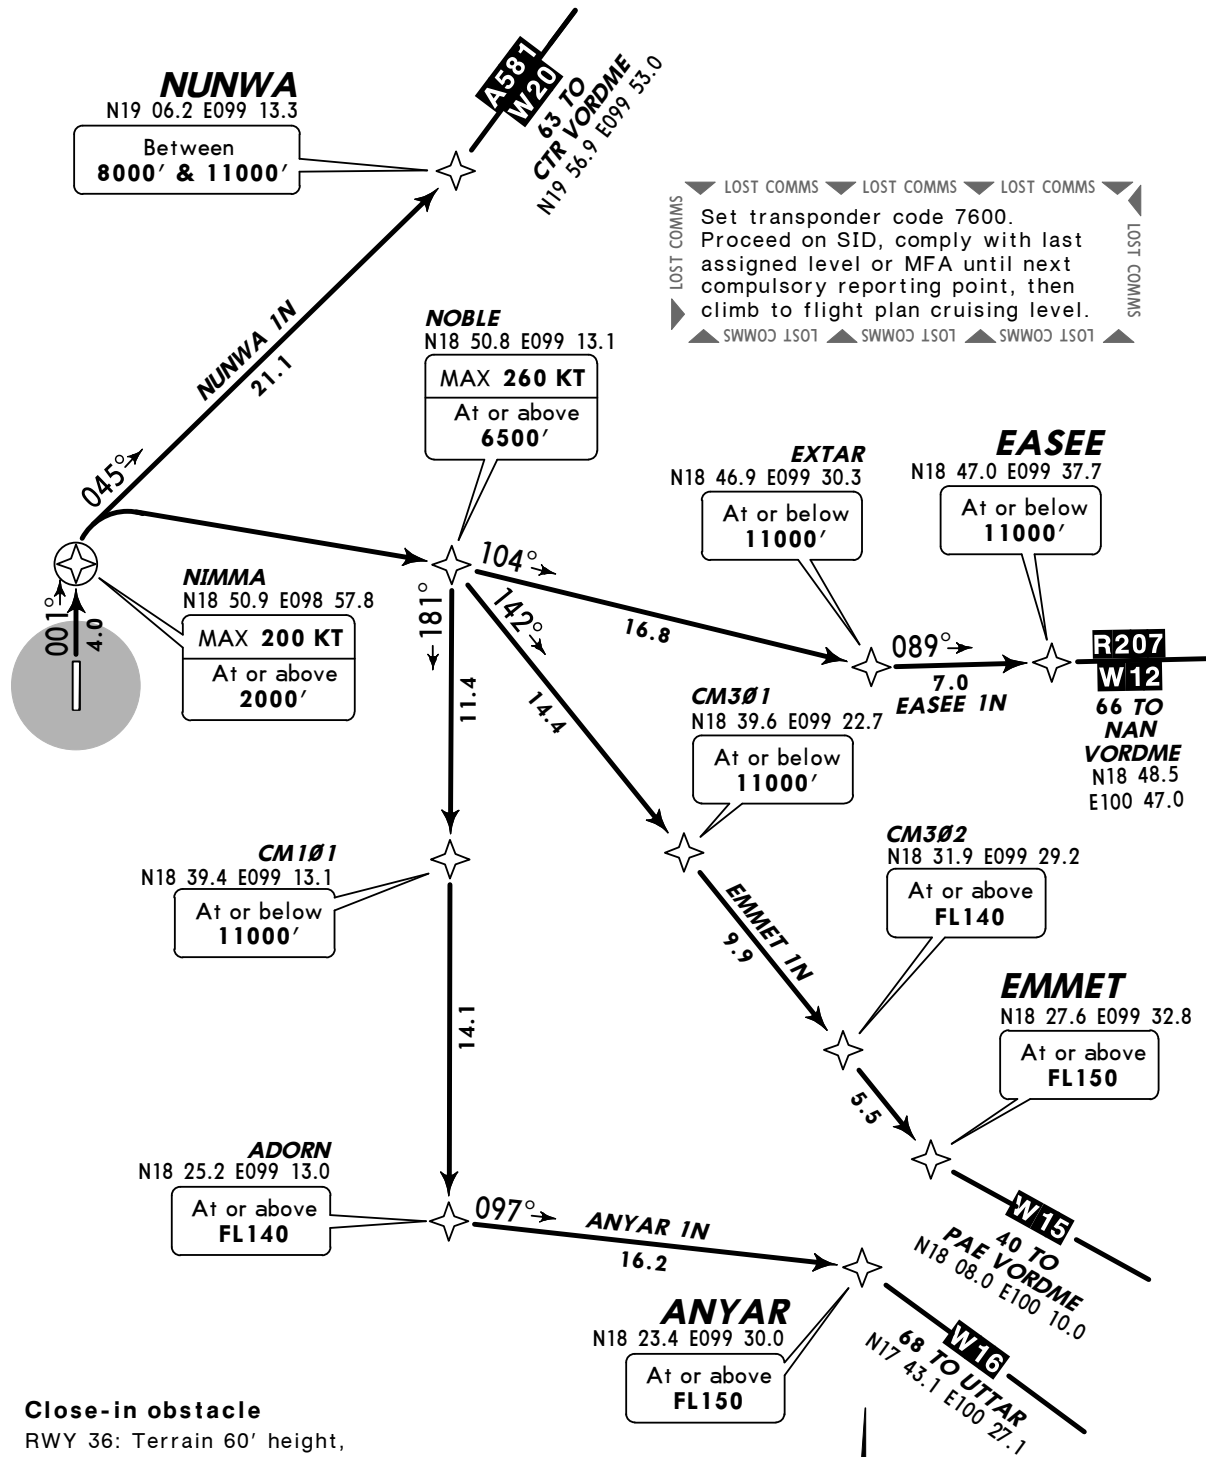 A581
W20
63 TO
CTR VORDME
N19 56.9 E099 53.0
NUNWA
N19 06.2 E099 13.3
Between
8000′ & 11000′
LOST COMMS LOST COMMS LOST COMMS
LOST COMMS
LOST COMMS
Set transponder code 7600.
Proceed on SID, comply with last
assigned level or MFA until next
compulsory reporting point, then
climb to flight plan cruising level.
LOST COMMS LOST COMMS LOST COMMS
NUNWA 1N
21.1
045°
NOBLE
N18 50.8 E099 13.1
MAX 260 KT
At or above
6500′
EXTAR
N18 46.9 E099 30.3
At or below
11000′
EASEE
N18 47.0 E099 37.7
At or below
11000′
NIMMA
N18 50.9 E098 57.8
MAX 200 KT
At or above
2000′
001°
4.0
104°
16.8
181°
11.4
142°
14.4
089°
7.0
EASEE 1N
R207
W12
66 TO
NAN
VORDME
N18 48.5
E100 47.0
CM3Ø1
N18 39.6 E099 22.7
At or below
11000′
CM1Ø1
N18 39.4 E099 13.1
At or below
11000′
CM3Ø2
N18 31.9 E099 29.2
At or above
FL140
EMMET 1N
9.9
EMMET
N18 27.6 E099 32.8
At or above
FL150
14.1
5.5
ADORN
N18 25.2 E099 13.0
At or above
FL140
097°
ANYAR 1N
16.2
W15
40 TO
PAE VORDME
N18 08.0 E100 10.0
ANYAR
N18 23.4 E099 30.0
At or above
FL150
W16
68 TO UTTAR
N17 43.1 E100 27.1
Close-in obstacle
RWY 36: Terrain 60′ height,